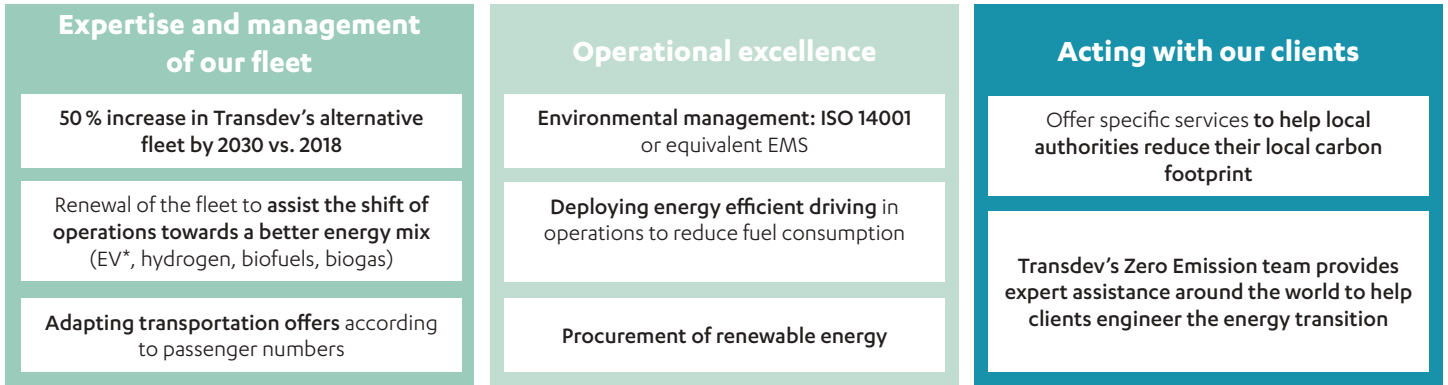 Expertise and management
of our fleet
50 % increase in Transdev's alternative
fleet by 2030 vs. 2018
Renewal of the fleet to assist the shift of
operations towards a better energy mix
(EV*, hydrogen, biofuels, biogas)
Adapting transportation offers according
to passenger numbers
Operational excellence
Environmental management: ISO 14001
or equivalent EMS
Deploying energy efficient driving in
operations to reduce fuel consumption
Procurement of renewable energy
Acting with our clients
Offer specific services to help local
authorities reduce their local carbon
footprint
Transdev's Zero Emission team provides
expert assistance around the world to help
clients engineer the energy transition